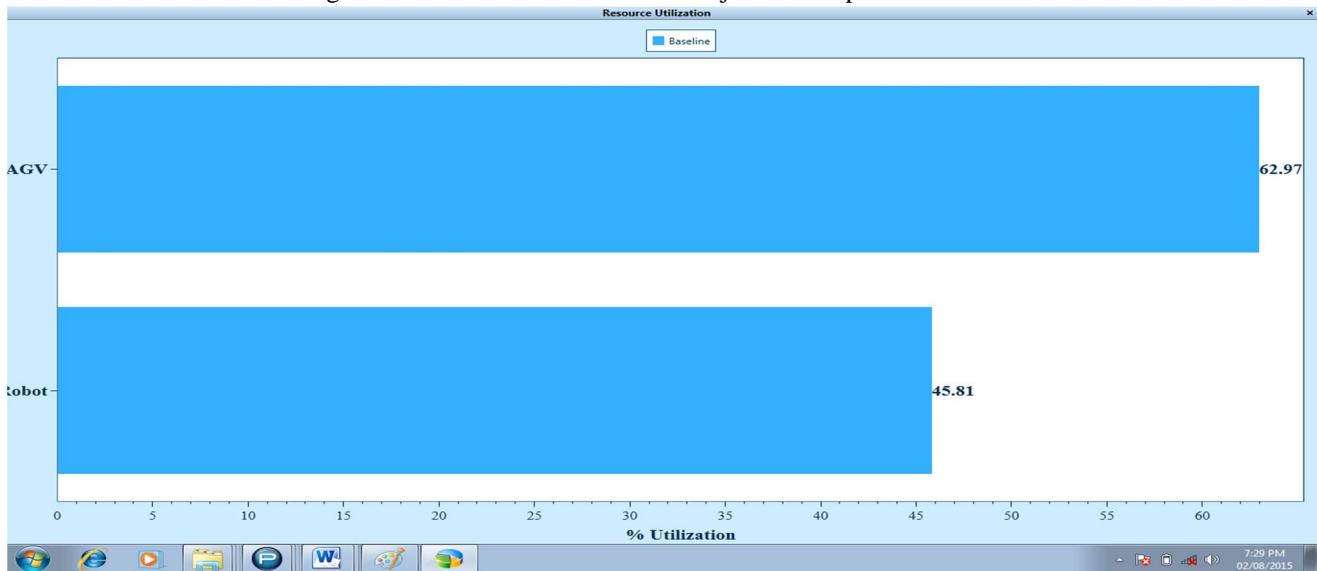 Resource Utilization
Baseline
AGV
62.97
Robot
45.81
0 5 10 15 20 25 30 35 40 45 50 55 60
% Utilization
7:29 PM
02/08/2015